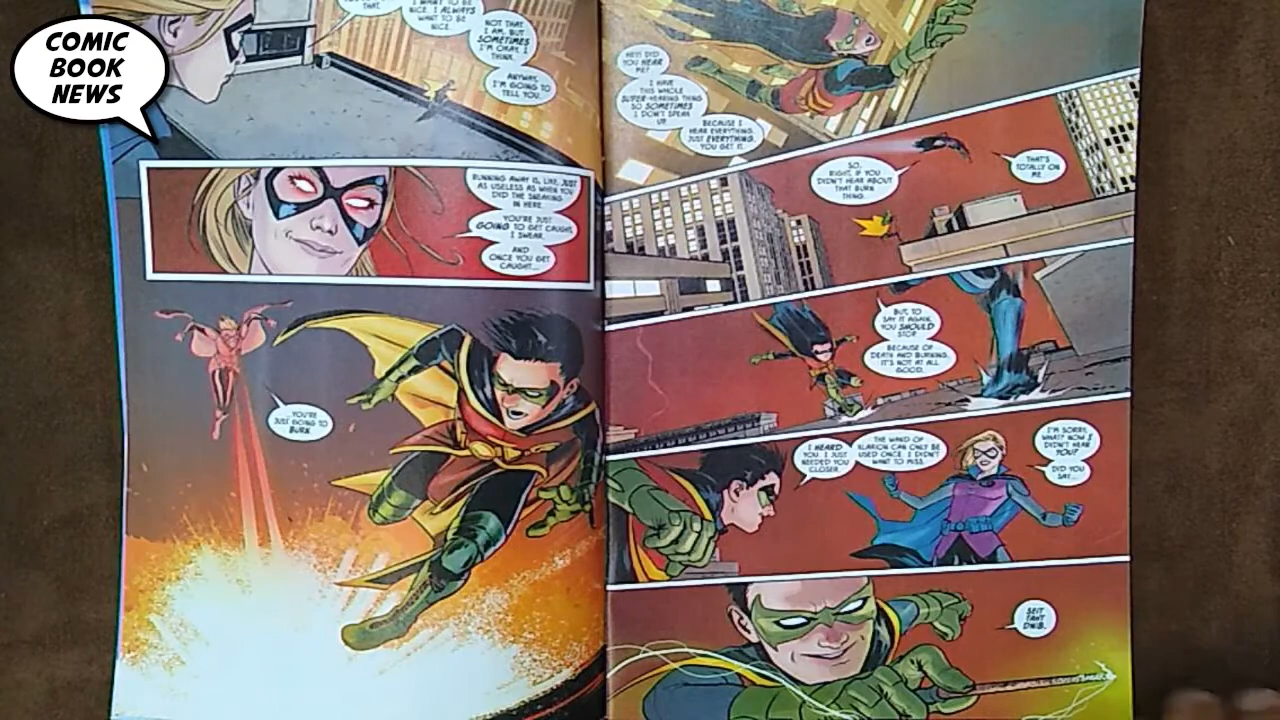 COMIC
BOOK
NEWS
THAT
I WANT TO BE
NICE. I ALWAYS
WANT TO BE
NICE.
NOT THAT
I AM. BUT
SOMETIMES
I'M OKAY, I
THINK.
ANYWAY,
I'M GOING TO
TELL YOU...
RUNNING AWAY IS, LIKE, JUST
AS USELESS AS WHEN YOU
DID THE SNEAKING
IN HERE.
YOU'RE JUST
GOING TO GET CAUGHT,
I SWEAR.
AND
ONCE YOU GET
CAUGHT...
...YOU'RE
JUST GOING TO
BURN.
HEY! DID
YOU HEAR
ME?
I HAVE
THIS WHOLE
SUPER-HEARING THING
SO SOMETIMES
I DON'T SPEAK
UP.
BECAUSE I
HEAR EVERYTHING.
JUST EVERYTHING.
YOU GET IT.
SO,
RIGHT, IF YOU
DIDN'T HEAR ABOUT
THAT BURN
THING.
THAT'S
TOTALLY ON
ME.
BUT, TO
SAY IT AGAIN,
YOU SHOULD
STOP.
BECAUSE OF
DEATH AND BURNING.
IT'S NOT AT ALL
GOOD.
I HEARD
YOU. I JUST
NEEDED YOU
CLOSER.
THE WAND OF
KLARION CAN ONLY BE
USED ONCE. I DIDN'T
WANT TO MISS.
I'M SORRY,
WHAT? NOW I
DIDN'T HEAR
YOU?
DID YOU
SAY...
SEIT
TAHT
DNIB.